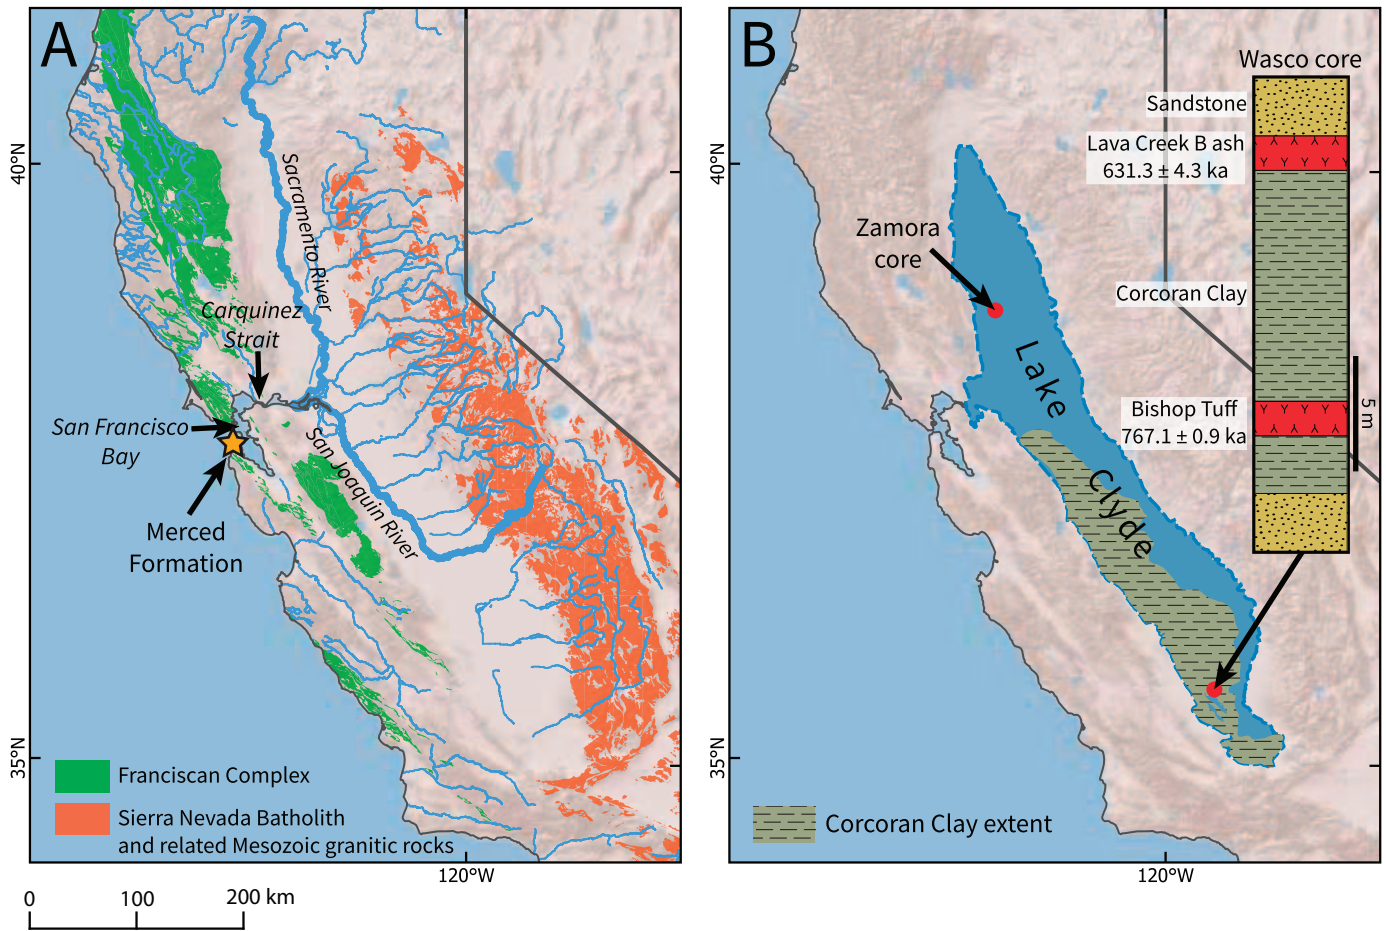 A
40°N
35°N
Sacramento River
Carquinez
Strait
San Francisco
Bay
San Joaquin River
Merced
Formation
Franciscan Complex
Sierra Nevada Batholith
and related Mesozoic granitic rocks
120°W
0
100
200 km
B
40°N
35°N
Wasco core
Sandstone
Lava Creek B ash
631.3 ± 4.3 ka
Zamora
core
Corcoran Clay
Bishop Tuff
767.1 ± 0.9 ka
5 m
Lake
Clyde
Corcoran Clay extent
120°W